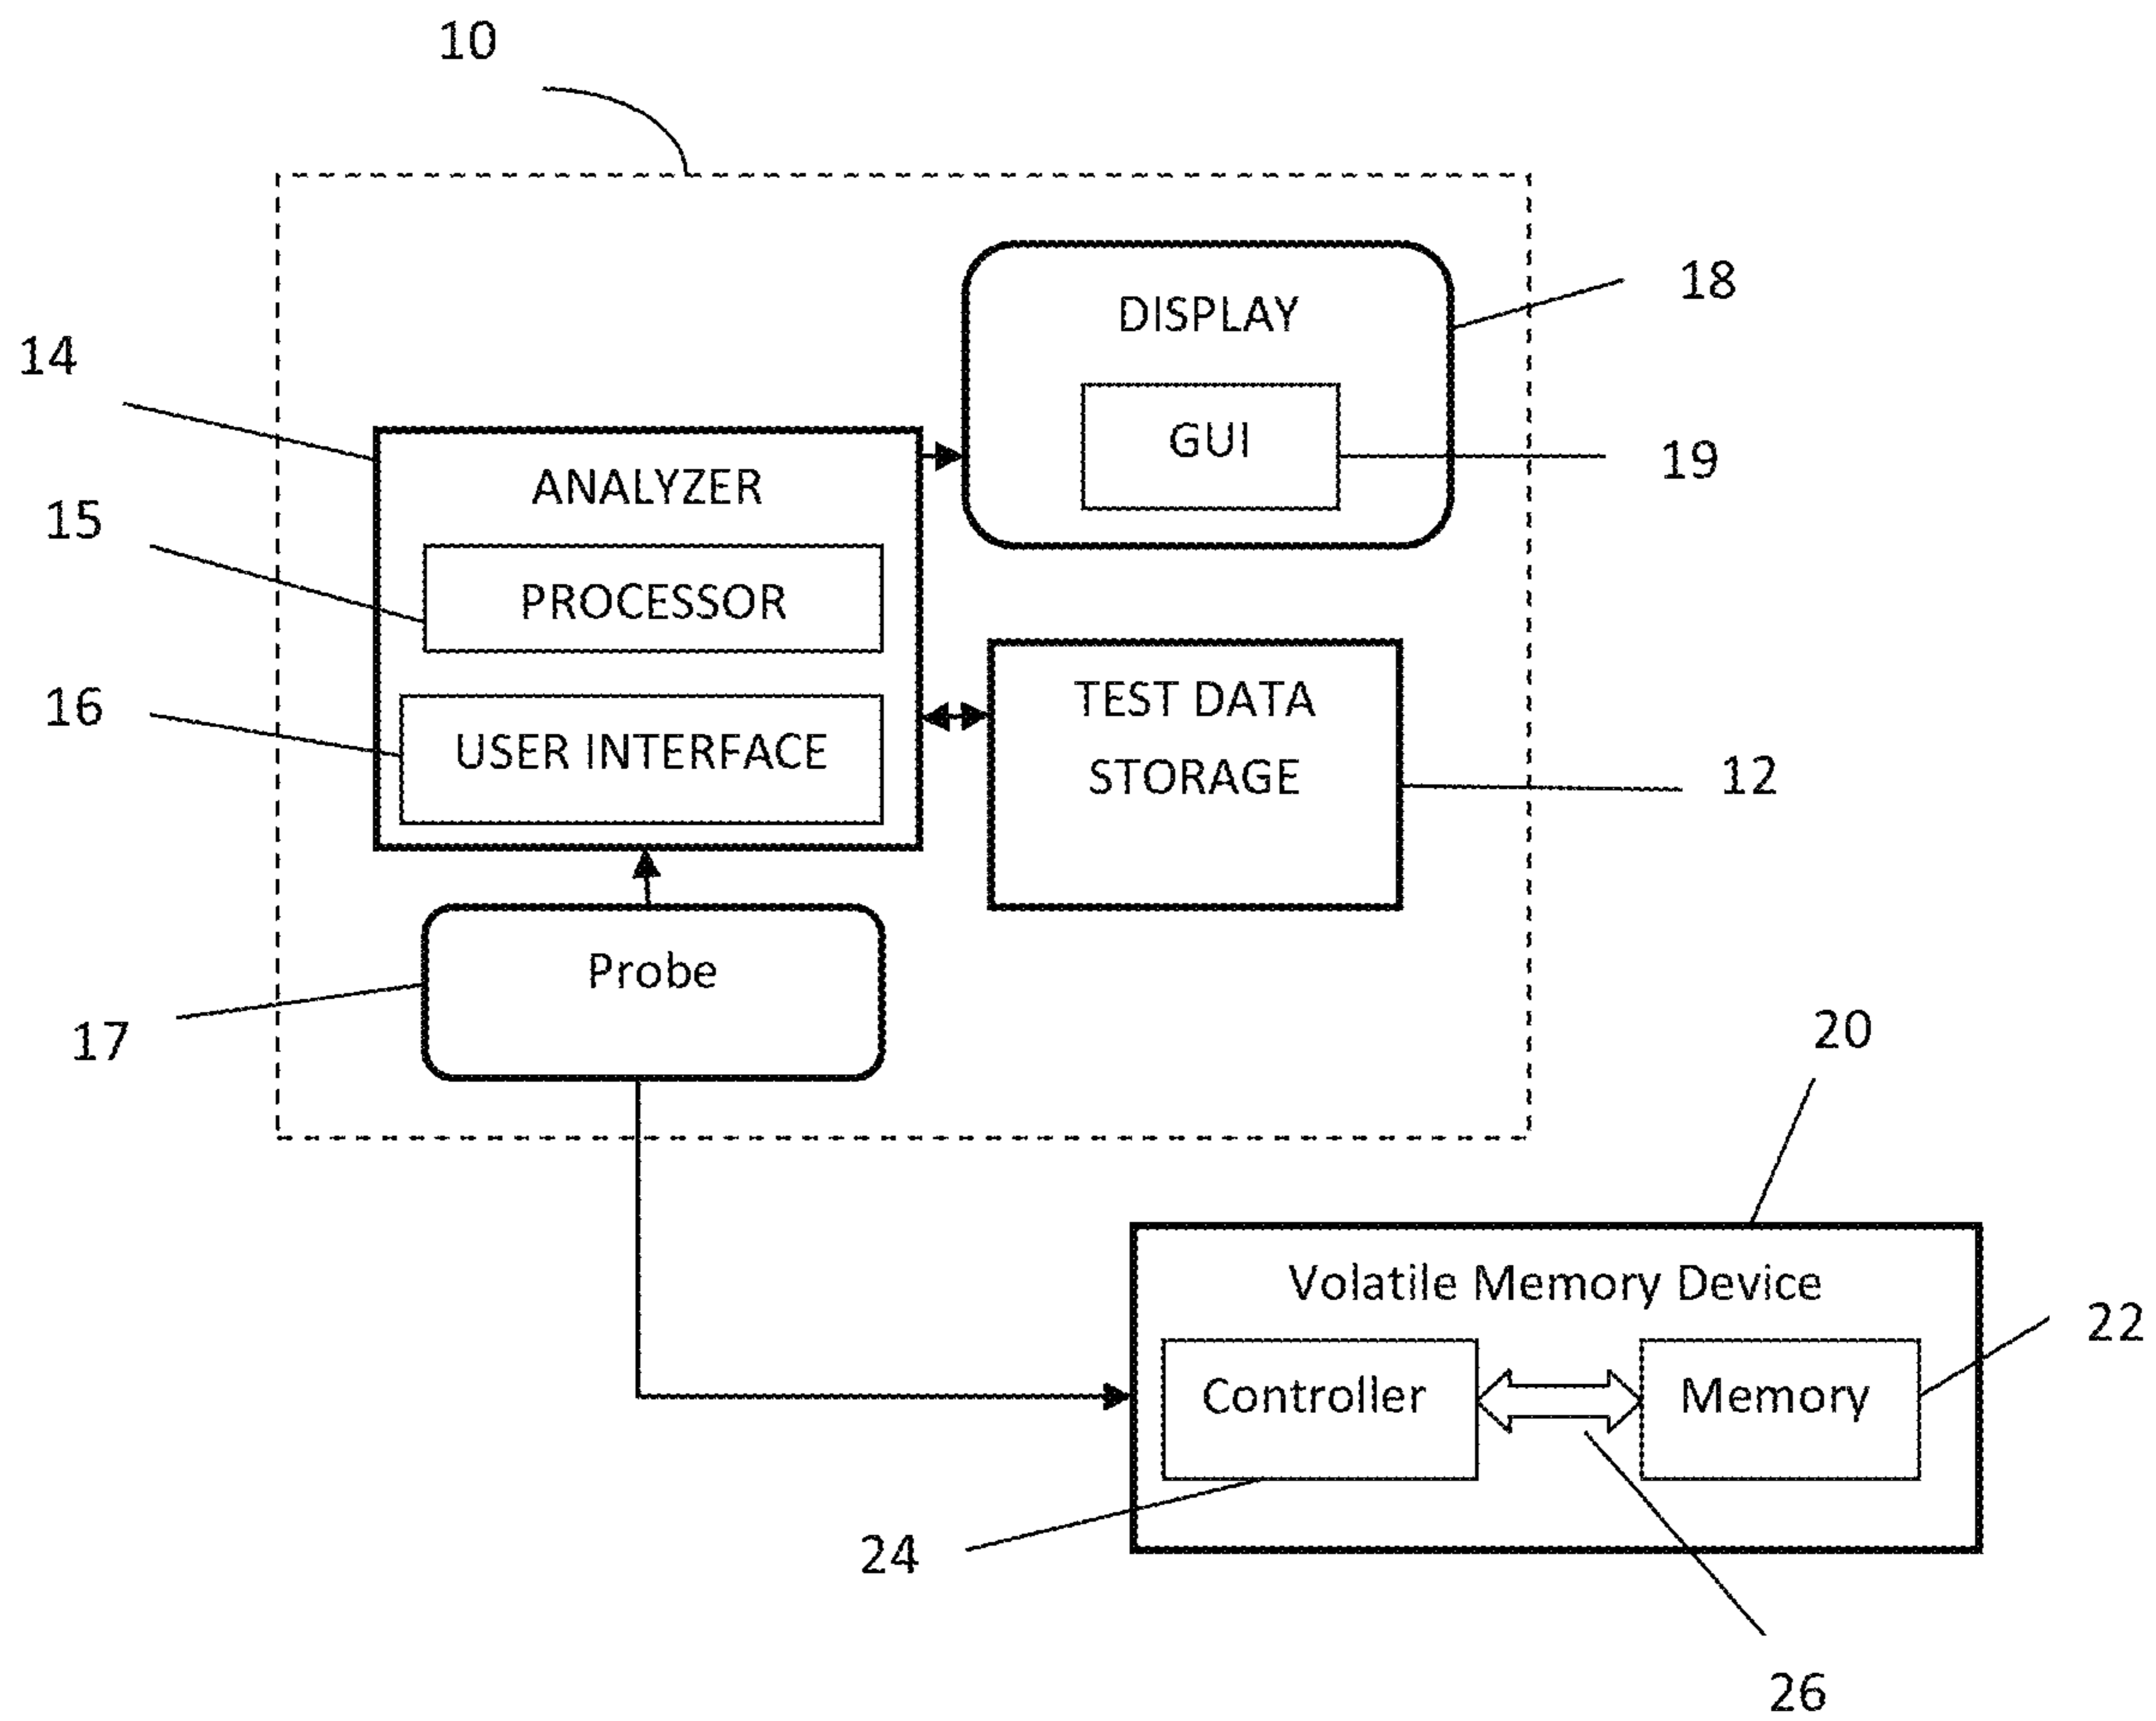 10
DISPLAY
18
14
GUI
19
ANALYZER
15
PROCESSOR
16
USER INTERFACE
TEST DATA
STORAGE
12
Probe
17
20
Volatile Memory Device
22
Controller
Memory
24
26